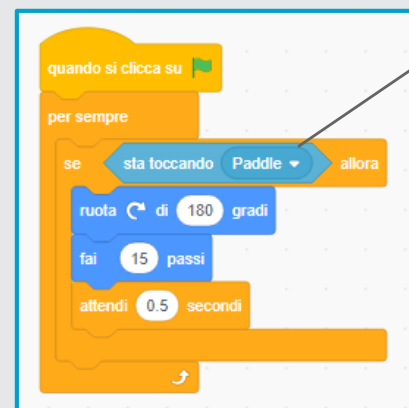 quando si clicca su
per sempre
se sta toccando Paddle allora
ruota di 180 gradi
fai 15 passi
attendi 0.5 secondi